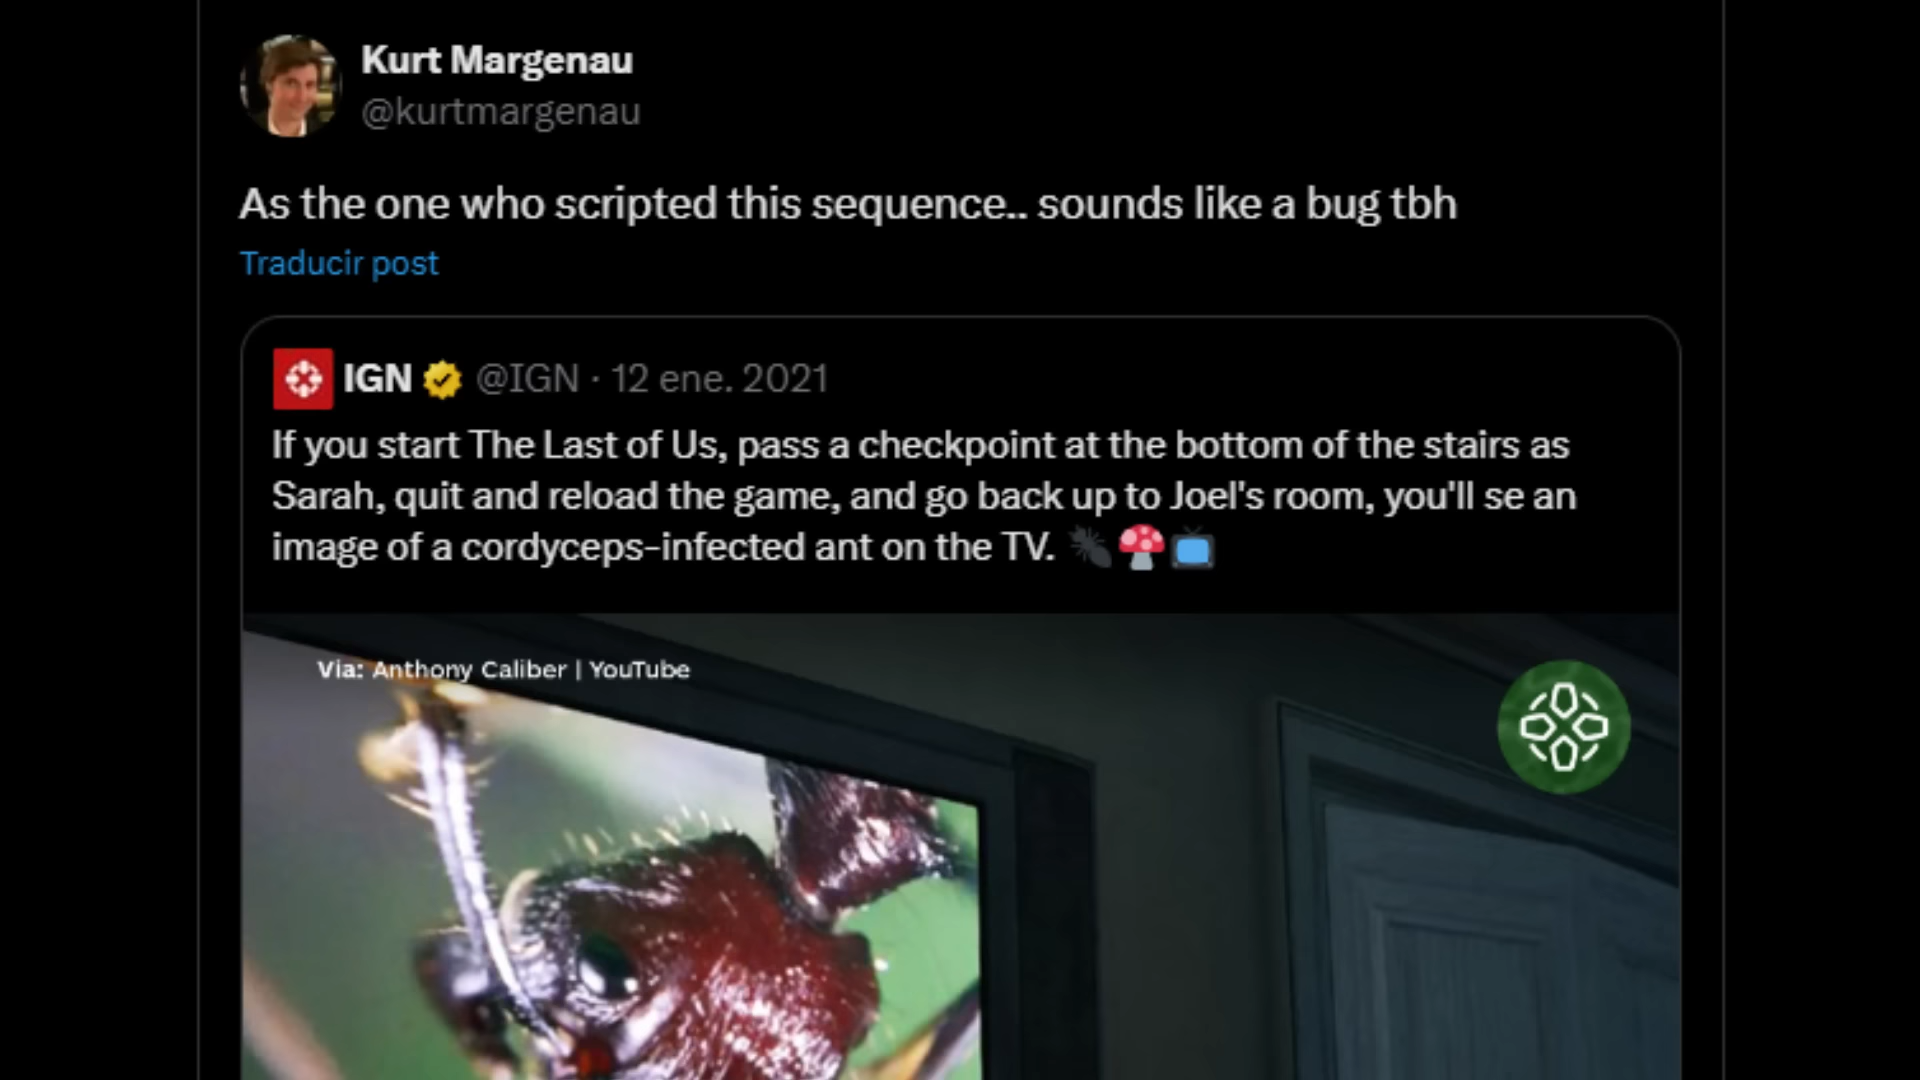 Kurt Margenau
@kurtmargenau
As the one who scripted this sequence.. sounds like a bug tbh
Traducir post
IGN @IGN · 12 ene. 2021
If you start The Last of Us, pass a checkpoint at the bottom of the stairs as
Sarah, quit and reload the game, and go back up to Joel's room, you'll se an
image of a cordyceps-infected ant on the TV. 🐜🍄📺
Via: Anthony Caliber | YouTube